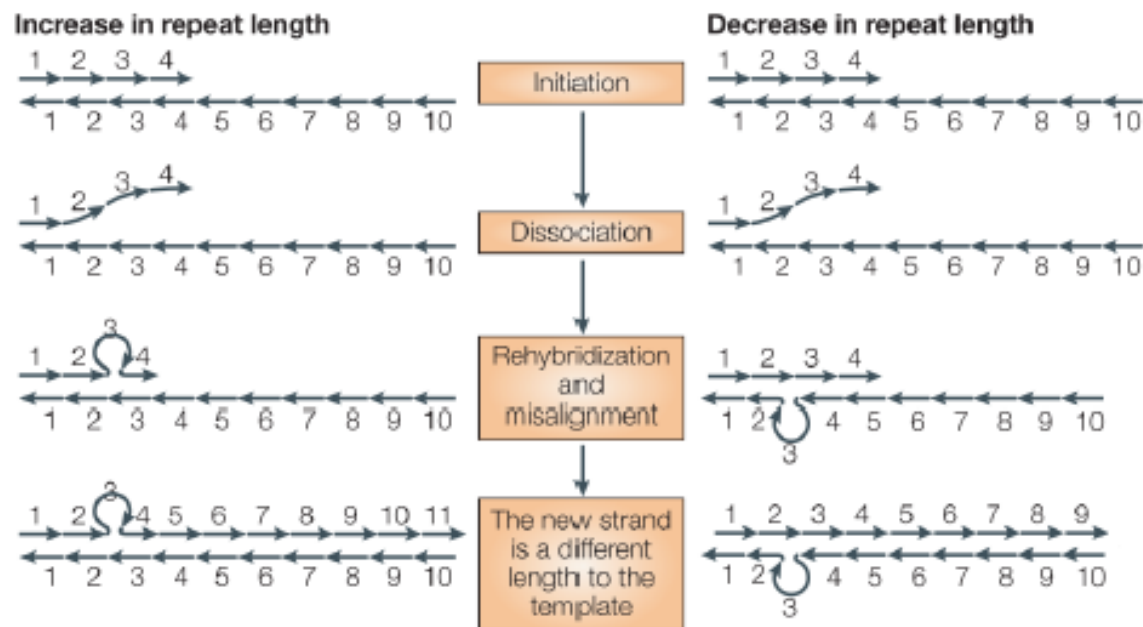 Increase in repeat length
Decrease in repeat length
1 2 3 4
1 2 3 4 5 6 7 8 9 10
Initiation
1 2 3 4
1 2 3 4 5 6 7 8 9 10
1 2 3 4
1 2 3 4 5 6 7 8 9 10
Dissociation
1 2 3 4
1 2 3 4 5 6 7 8 9 10
1 2 3 4
1 2 3 4 5 6 7 8 9 10
Rehybridization
and
misalignment
1 2 3 4
1 2 3 4 5 6 7 8 9 10
1 2 3 4 5 6 7 8 9 10 11
1 2 3 4 5 6 7 8 9 10
The new strand
is a different
length to the
template
1 2 3 4 5 6 7 8 9
1 2 3 4 5 6 7 8 9 10